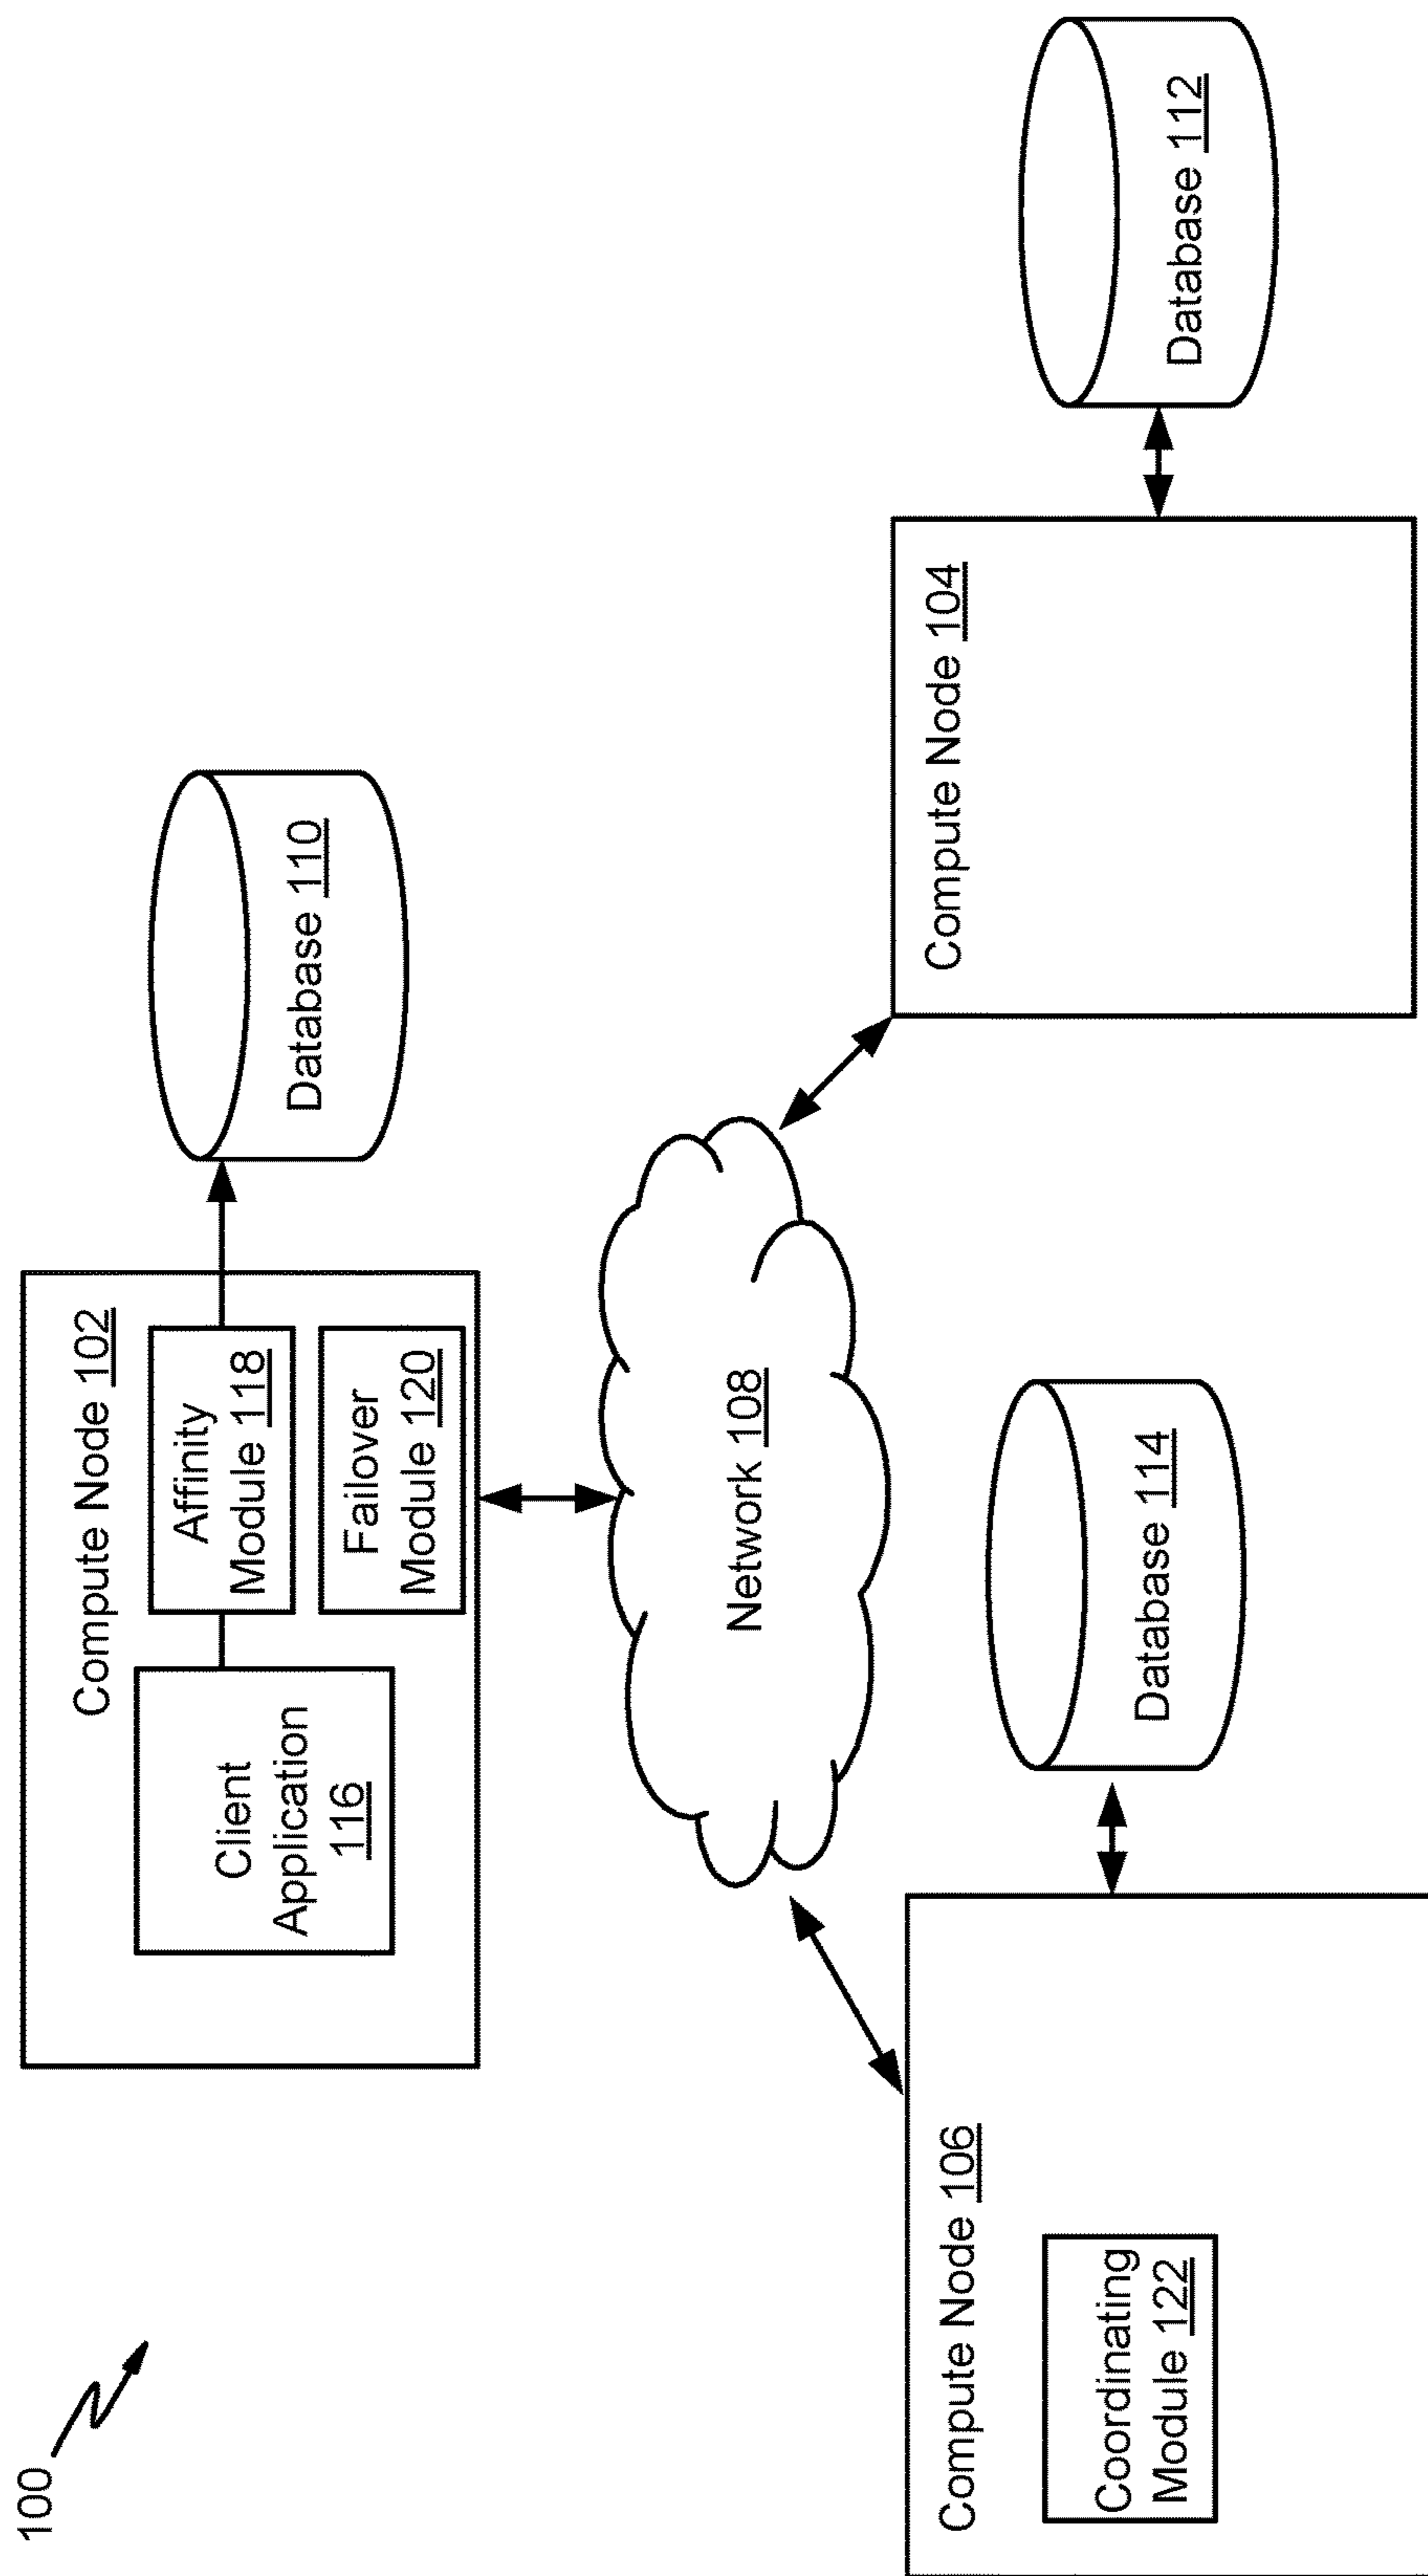 100
Compute Node 102
Client
Application
116
Affinity
Module 118
Failover
Module 120
Database 110
Network 108
Compute Node 106
Coordinating
Module 122
Database 114
Compute Node 104
Database 112